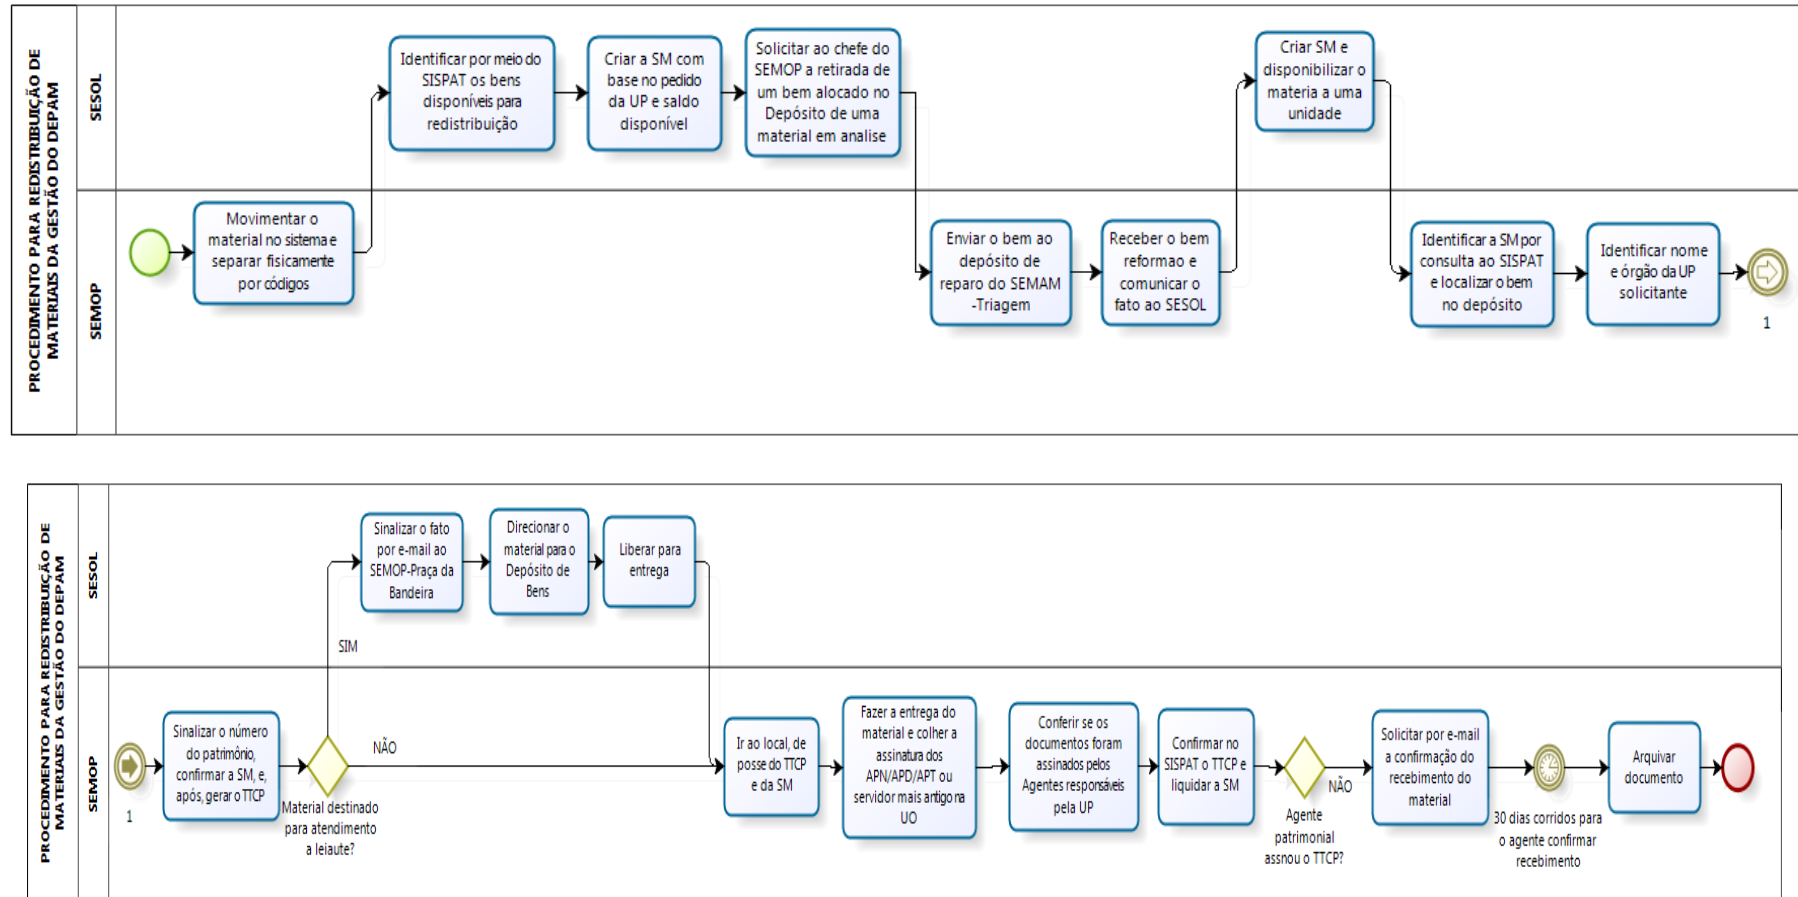 PROCEDIMENTO PARA REDISTRIBUIÇÃO DE
MATERIAIS DA GESTÃO DO DEPAM
SESOL
Identificar por meio do
SISPAT os bens
disponíveis para
redistribuição
Criar a SM com
base no pedido
da UP e saldo
disponível
Solicitar ao chefe do
SEMOP a retirada de
um bem alocado no
Depósito de uma
material em analise
Criar SM e
disponibilizar o
materia a uma
unidade
SEMOP
Movimentar o
material no sistema e
separar fisicamente
por códigos
Enviar o bem ao
depósito de
reparo do SEMAM
-Triagem
Receber o bem
reformao e
comunicar o
fato ao SESOL
Identificar a SM por
consulta ao SISPAT
e localizar o bem
no depósito
Identificar nome
e órgão da UP
solicitante
1
PROCEDIMENTO PARA REDISTRIBUIÇÃO DE
MATERIAIS DA GESTÃO DO DEPAM
SESOL
Sinalizar o fato
por e-mail ao
SEMOP-Praça da
Bandeira
Direcionar o
material para o
Depósito de
Bens
Liberar para
entrega
SIM
SEMOP
1
Sinalizar o número
do patrimônio,
confirmar a SM, e,
após, gerar o TTCP
NÃO
Material destinado
para atendimento
a leiaute?
Ir ao local, de
posse do TTCP
e da SM
Fazer a entrega do
material e colher a
assinatura dos
APN/APD/APT ou
servidor mais antigo na
UO
Conferir se os
documentos foram
assinados pelos
Agentes responsáveis
pela UP
Confirmar no
SISPAT o TTCP e
liquidar a SM
NÃO
Agente
patrimonial
assnou o TTCP?
Solicitar por e-mail
a confirmação do
recebimento do
material
30 dias corridos para
o agente confirmar
recebimento
Arquivar
documento